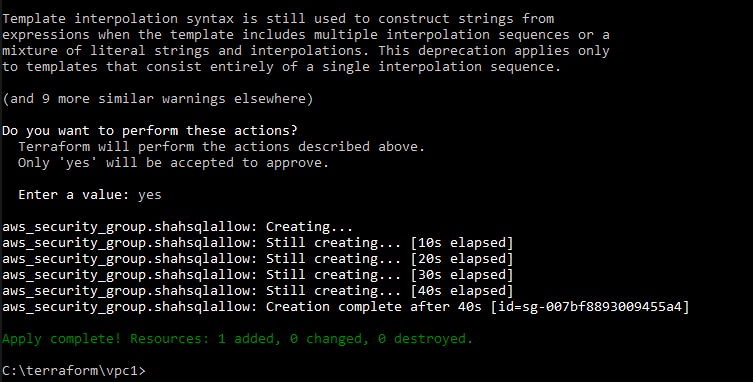 Template interpolation syntax is still used to construct strings from
expressions when the template includes multiple interpolation sequences or a
mixture of literal strings and interpolations. This deprecation applies only
to templates that consist entirely of a single interpolation sequence.
(and 9 more similar warnings elsewhere)
Do you want to perform these actions?
Terraform will perform the actions described above.
Only 'yes' will be accepted to approve.
Enter a value: yes
aws_security_group.shahsqlallow: Creating...
aws_security_group.shahsqlallow: Still creating... [10s elapsed]
aws_security_group.shahsqlallow: Still creating... [20s elapsed]
aws_security_group.shahsqlallow: Still creating... [30s elapsed]
aws_security_group.shahsqlallow: Still creating... [40s elapsed]
aws_security_group.shahsqlallow: Creation complete after 40s [id=sg-007bf8893009455a4]
Apply complete! Resources: 1 added, 0 changed, 0 destroyed.
C:\terraform\vpc1>